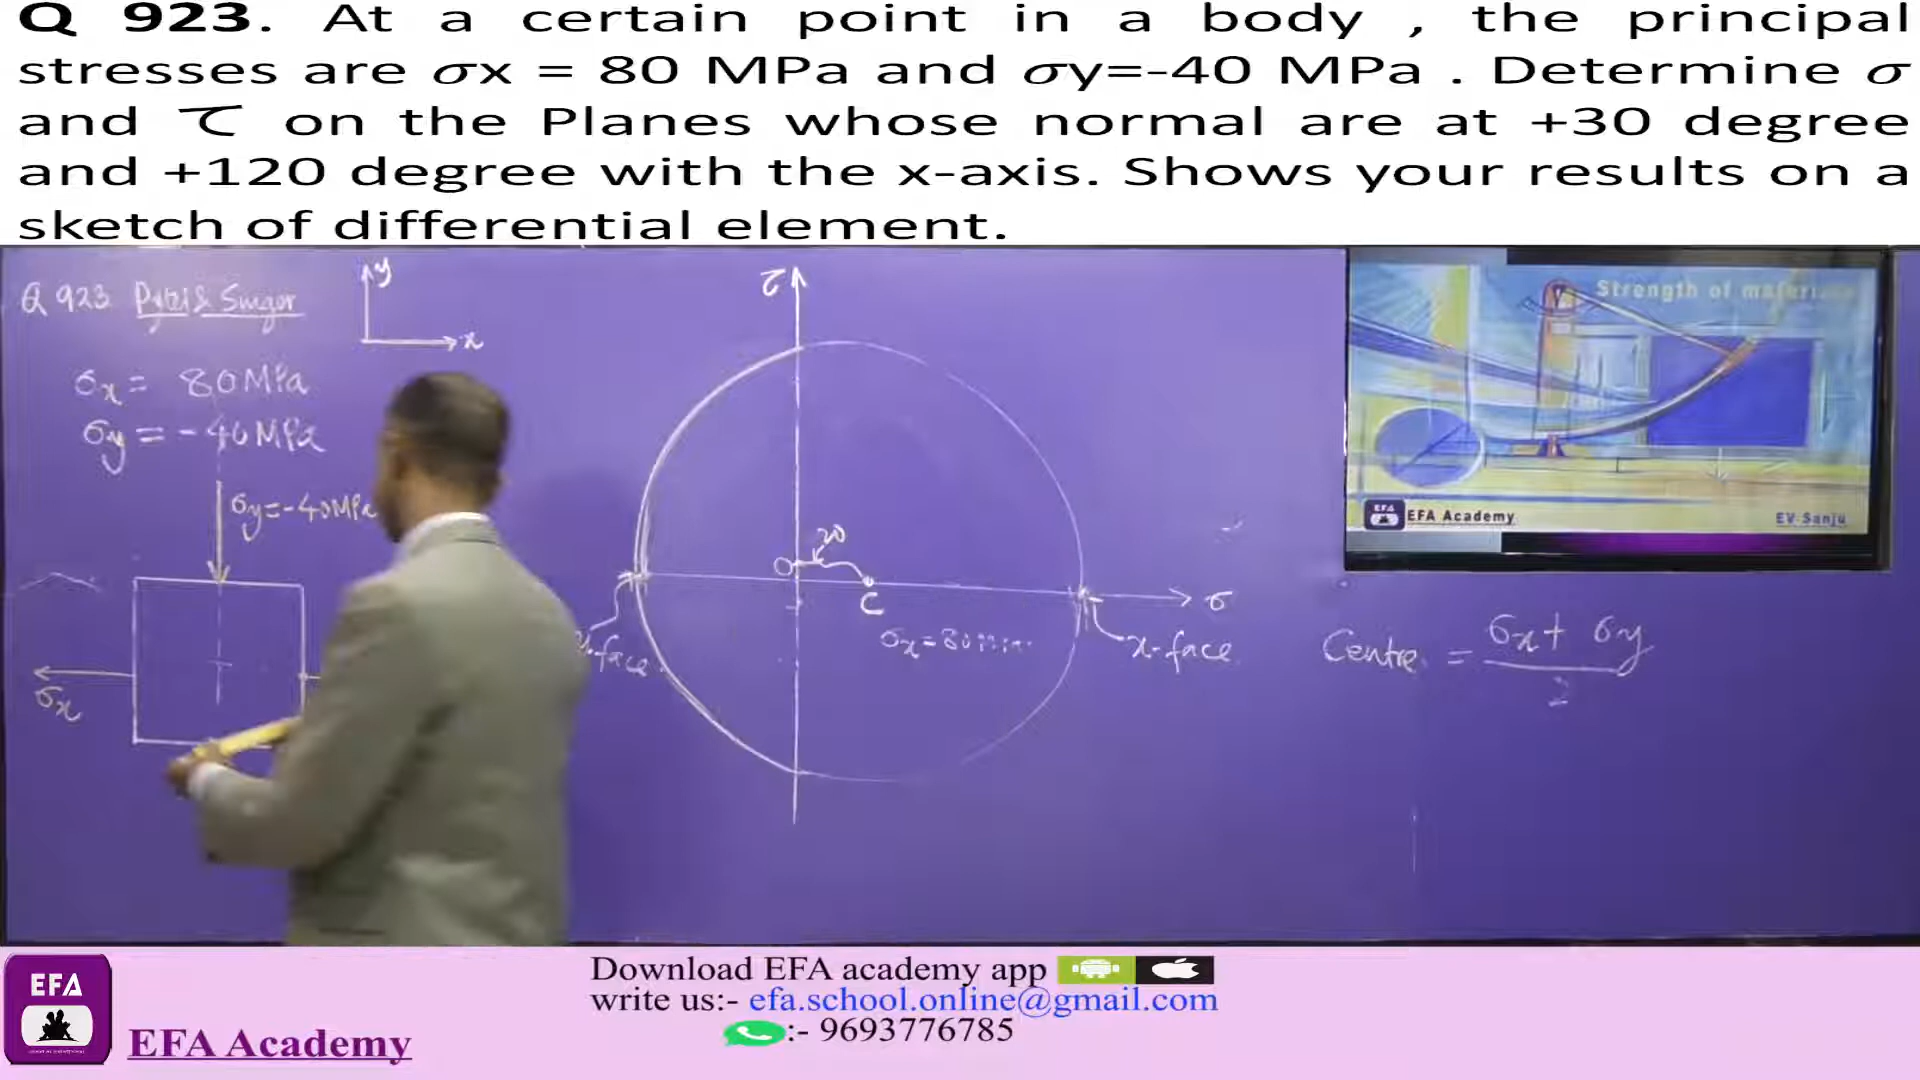 Q 923. At a certain point in a body , the principal
stresses are σx = 80 MPa and σy=-40 MPa . Determine σ
and τ on the Planes whose normal are at +30 degree
and +120 degree with the x-axis. Shows your results on a
sketch of differential element.
Q 923 Pytel & Singer
y
x
σx = 80MPa
σy = -40MPa
σy=-40MPa
σx
τ
20
O
C
σ
σx=80
x-face
face
Centre = σx + σy
2
Strength of materials
EFA
EFA Academy
EV Sanju
EFA
EFA Academy
Download EFA academy app
write us:- efa.school.online@gmail.com
:- 9693776785